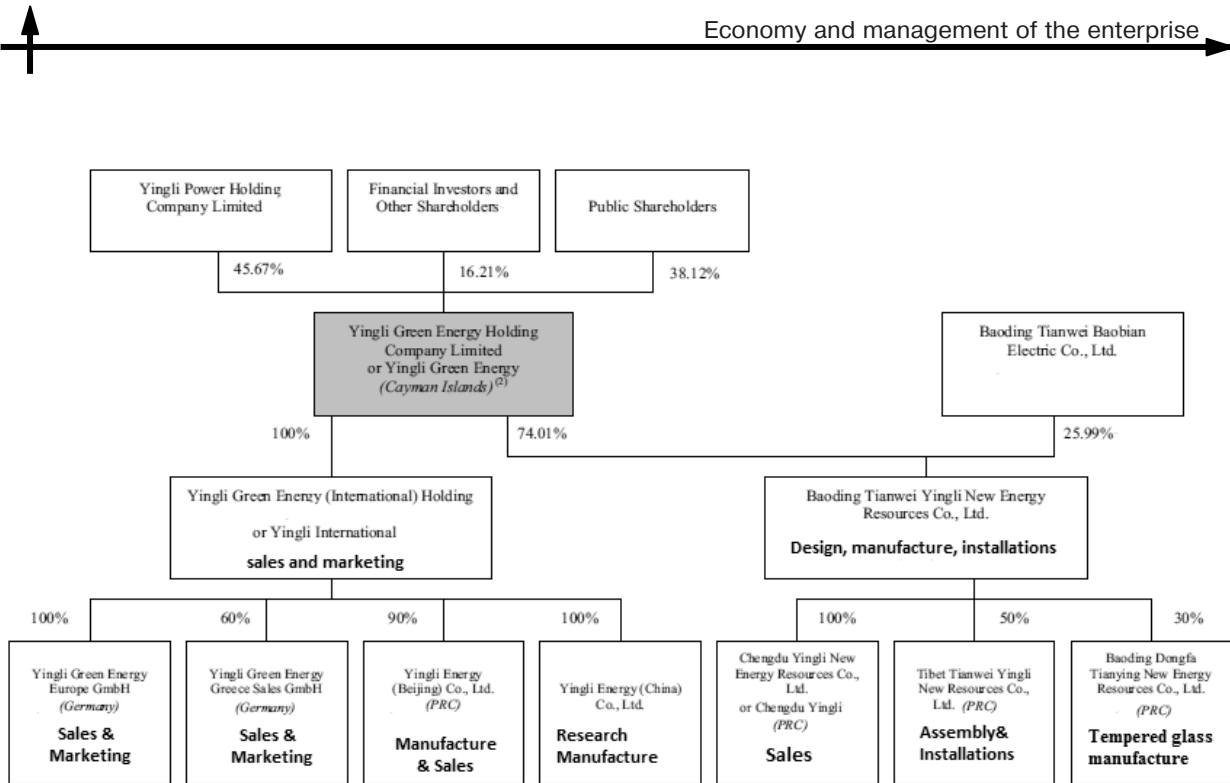 Economy and management of the enterprise
Yingli Power Holding
Company Limited
Financial Investors and
Other Shareholders
Public Shareholders
45.67%
16.21%
38.12%
Yingli Green Energy Holding
Company Limited
or Yingli Green Energy
(Cayman Islands)(2)
Baoding Tianwei Baobian
Electric Co., Ltd.
100%
74.01%
25.99%
Yingli Green Energy (International) Holding
or Yingli International
sales and marketing
Baoding Tianwei Yingli New Energy
Resources Co., Ltd.
Design, manufacture, installations
100%
60%
90%
100%
100%
50%
30%
Yingli Green Energy
Europe GmbH
(Germany)
Sales &
Marketing
Yingli Green Energy
Greece Sales GmbH
(Germany)
Sales &
Marketing
Yingli Energy
(Beijing) Co., Ltd.
(PRC)
Manufacture
& Sales
Yingli Energy (China)
Co., Ltd.
Research
Manufacture
Chengdu Yingli New
Energy Resources Co.,
Ltd.
or Chengdu Yingli
(PRC)
Sales
Tibet Tianwei Yingli
New Resources Co.,
Ltd. (PRC)
Assembly&
Installations
Baoding Dongfa
Tianying New Energy
Resources Co., Ltd.
(PRC)
Tempered glass
manufacture